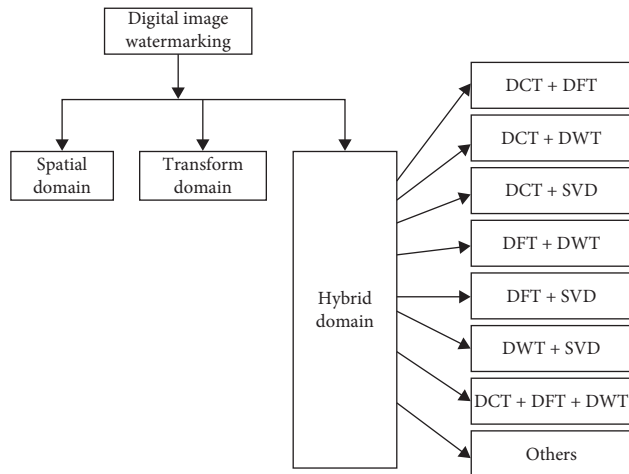 Digital image
watermarking
Spatial
domain
Transform
domain
Hybrid
domain
DCT + DFT
DCT + DWT
DCT + SVD
DFT + DWT
DFT + SVD
DWT + SVD
DCT + DFT + DWT
Others